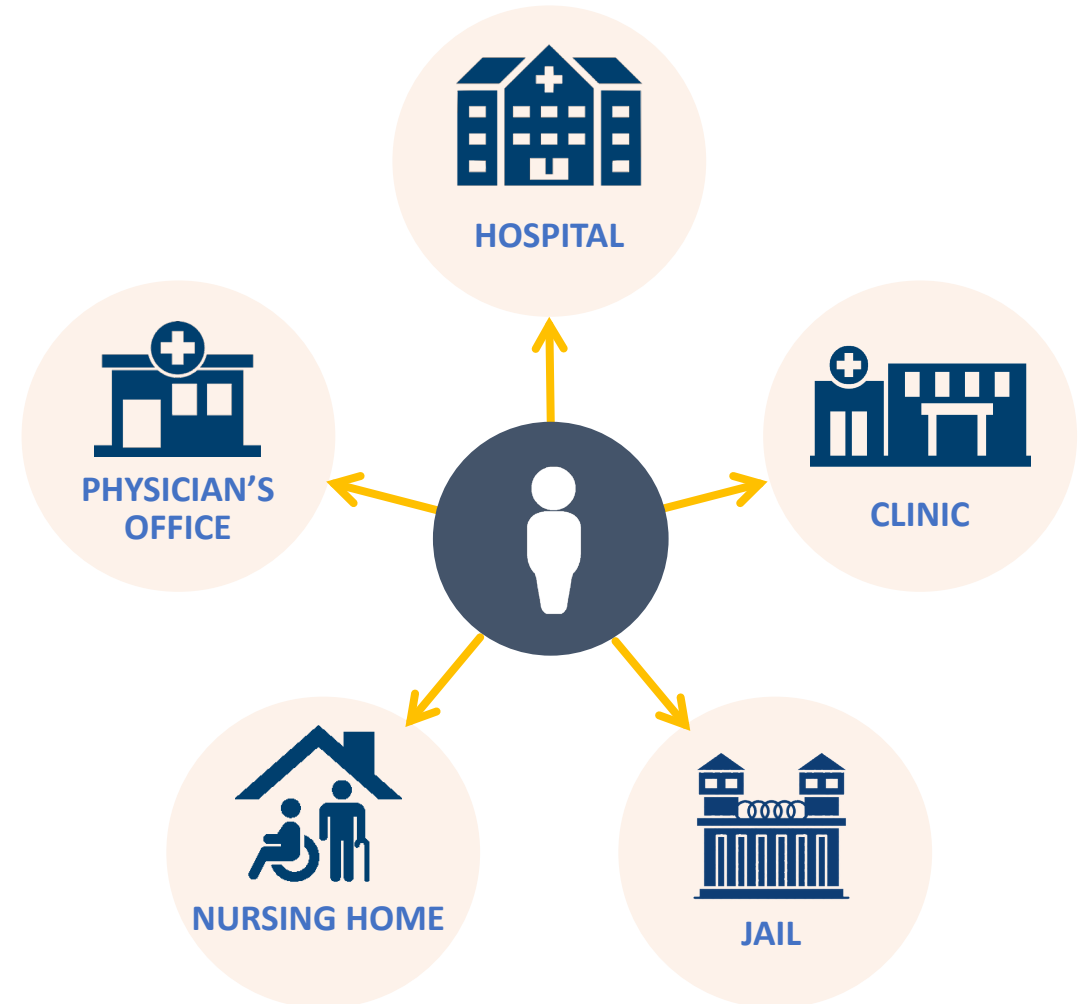 HOSPITAL
PHYSICIAN’S
OFFICE
CLINIC
NURSING HOME
JAIL